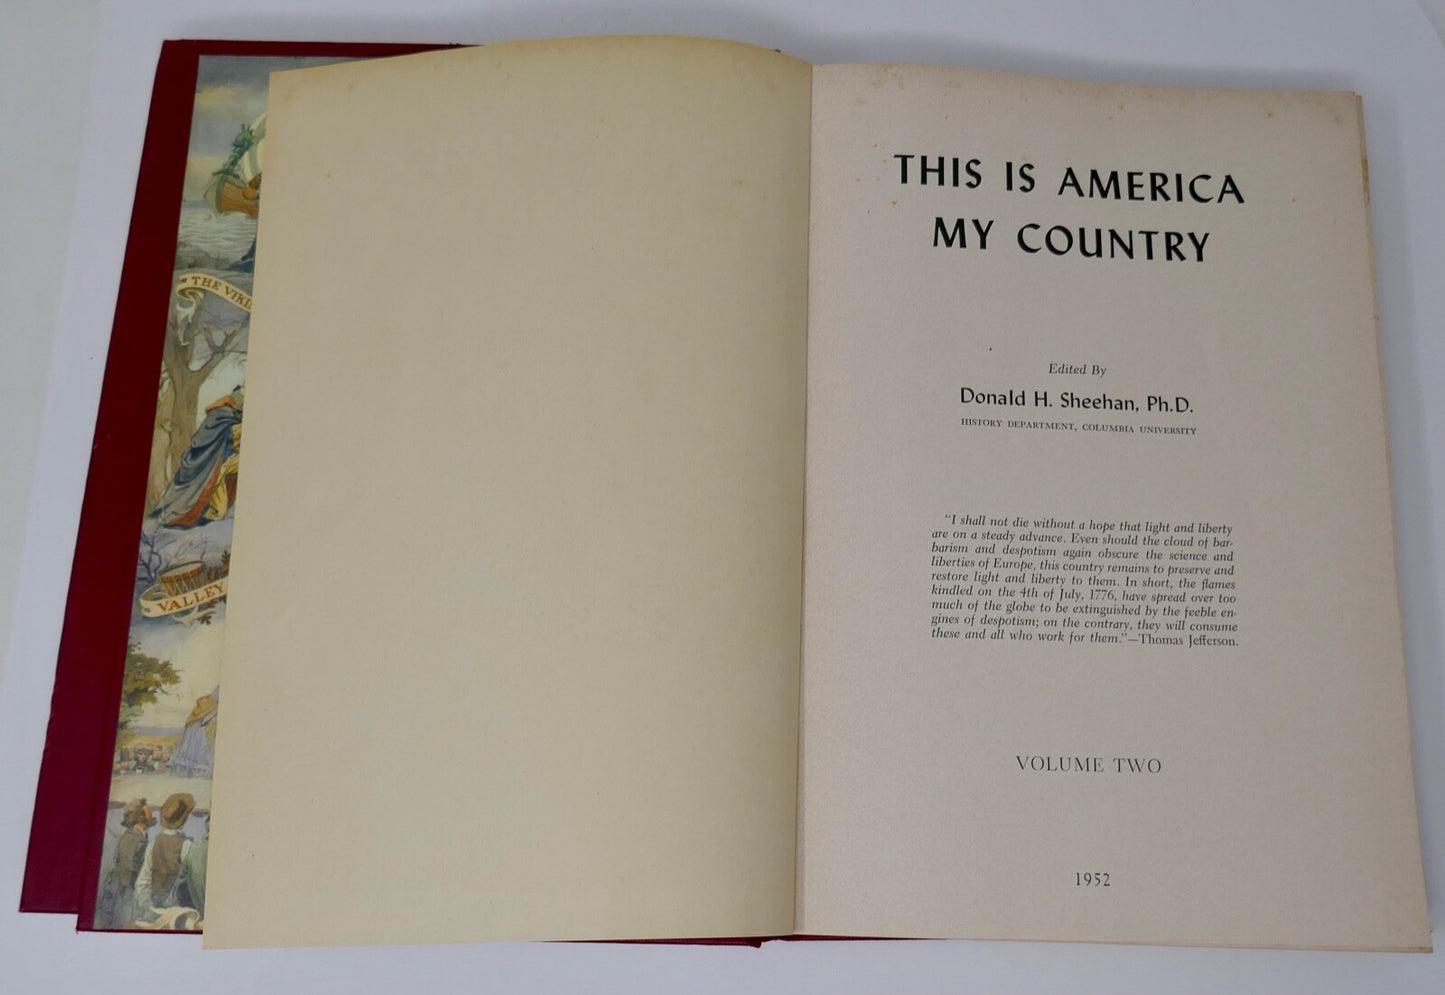 THE VIKI
VALLEY
THIS IS AMERICA
MY COUNTRY
Edited By
Donald H. Sheehan, Ph.D.
HISTORY DEPARTMENT, COLUMBIA UNIVERSITY
"I shall not die without a hope that light and liberty
are on a steady advance. Even should the cloud of bar-
barism and despotism again obscure the science and
liberties of Europe, this country remains to preserve and
restore light and liberty to them. In short, the flames
kindled on the 4th of July, 1776, have spread over too
much of the globe to be extinguished by the feeble en-
gines of despotism; on the contrary, they will consume
these and all who work for them."—Thomas Jefferson.
VOLUME TWO
1952